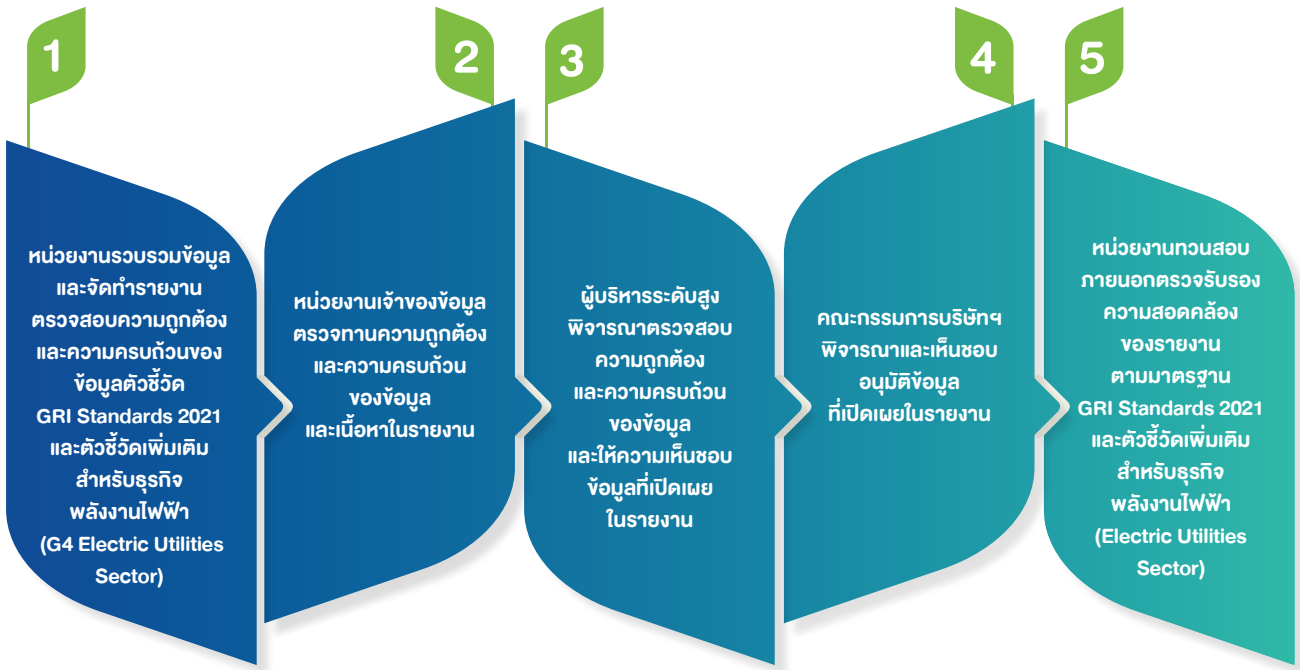 1
หน่วยงานรวบรวมข้อมูล
และจัดทำรายงาน
ตรวจสอบความถูกต้อง
และความครบถ้วนของ
ข้อมูลตัวชี้วัด
GRI Standards 2021
และตัวชี้วัดเพิ่มเติม
สำหรับธุรกิจ
พลังงานไฟฟ้า
(G4 Electric Utilities
Sector)
2
หน่วยงานเจ้าของข้อมูล
ตรวจทานความถูกต้อง
และความครบถ้วน
ของข้อมูล
และเนื้อหาในรายงาน
3
ผู้บริหารระดับสูง
พิจารณาตรวจสอบ
ความถูกต้อง
และความครบถ้วน
ของข้อมูล
และให้ความเห็นชอบ
ข้อมูลที่เปิดเผย
ในรายงาน
4
คณะกรรมการบริษัทฯ
พิจารณาและเห็นชอบ
อนุมัติข้อมูล
ที่เปิดเผยในรายงาน
5
หน่วยงานทวนสอบ
ภายนอกตรวจรับรอง
ความสอดคล้อง
ของรายงาน
ตามมาตรฐาน
GRI Standards 2021
และตัวชี้วัดเพิ่มเติม
สำหรับธุรกิจ
พลังงานไฟฟ้า
(Electric Utilities
Sector)